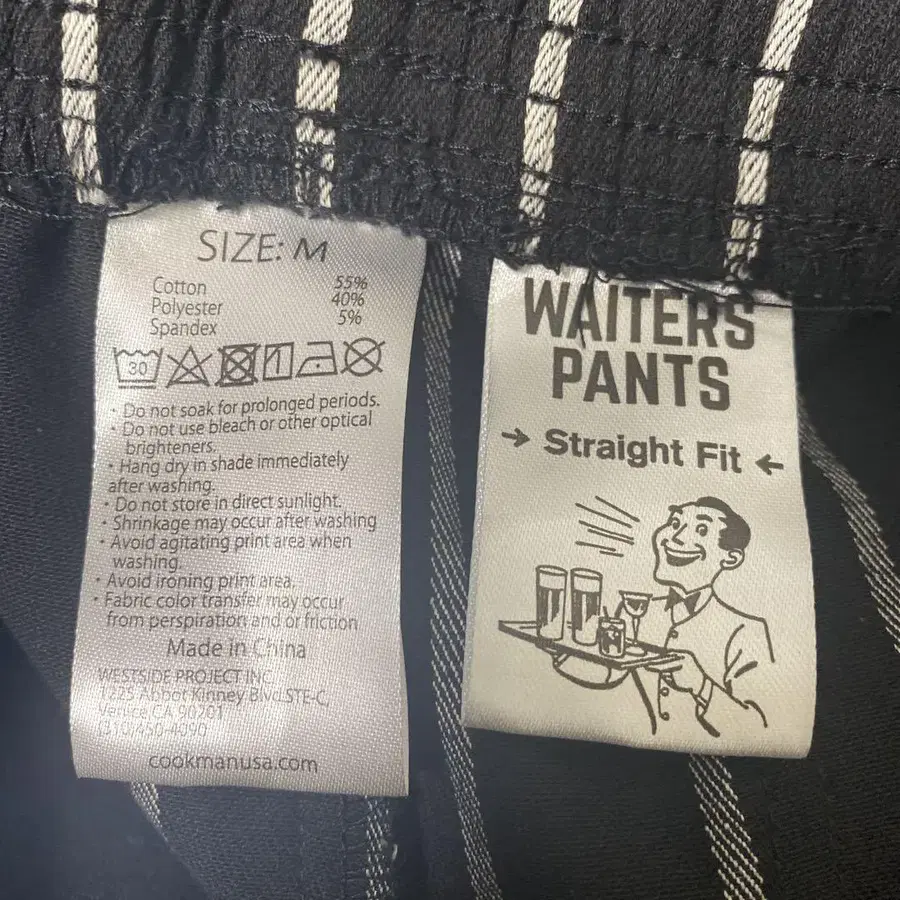 SIZE: M
Cotton 55%
Polyester 40%
Spandex 5%
30
1
• Do not soak for prolonged periods.
• Do not use bleach or other optical
brighteners.
• Hang dry in shade immediately
after washing.
• Do not store in direct sunlight.
• Shrinkage may occur after washing
• Avoid agitating print area when
washing.
• Avoid ironing print area.
• Fabric color transfer may occur
from perspiration and or friction
Made in China
WESTSIDE PROJECT INC.
1225 Abbot Kinney Blvd.STE-C,
Venice CA 90201
(310)450-4090
cookmanusa.com
WAITERS
PANTS
→ Straight Fit ←